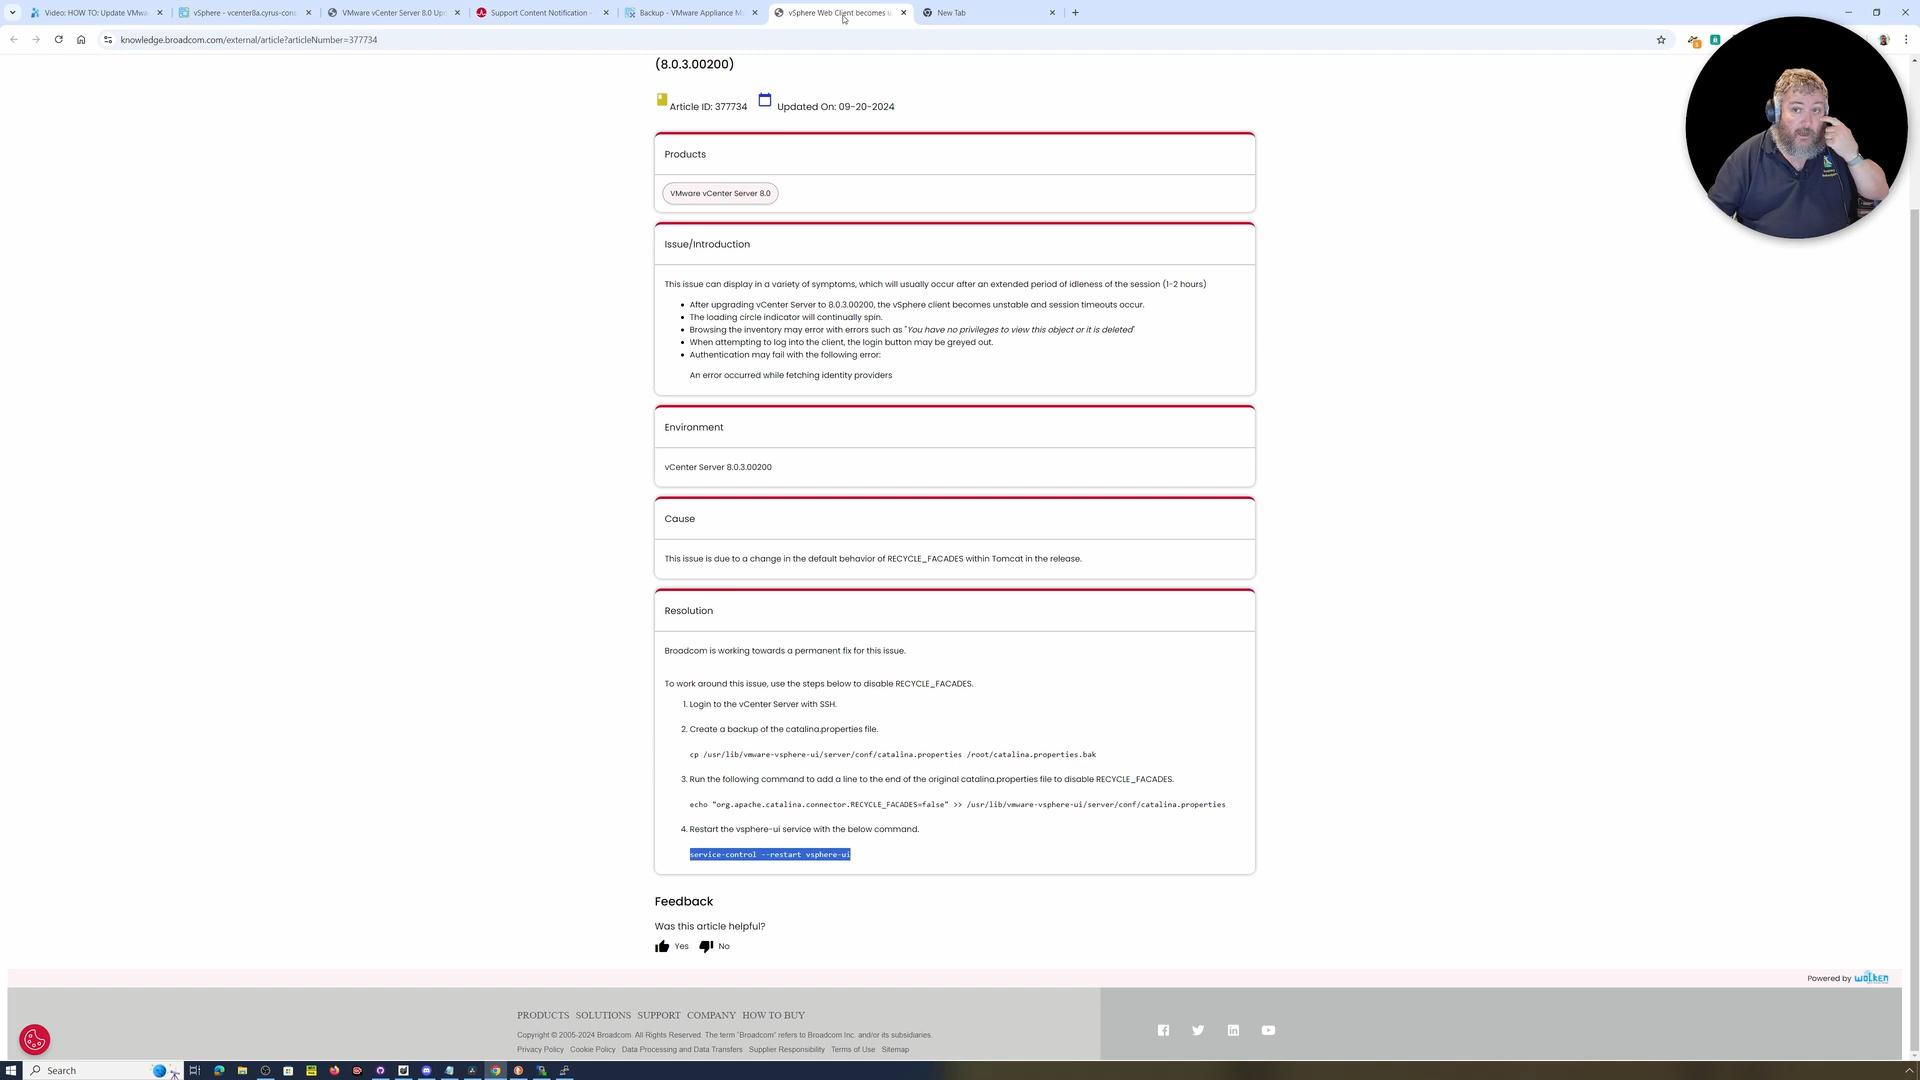 Video: HOW TO: Update VMwa
vSphere - vcenter8a.cyrus-con
VMware vCenter Server 8.0 Up
Support Content Notification -
Backup - VMware Appliance M
vSphere Web Client becomes u
New Tab
knowledge.broadcom.com/external/article?articleNumber=377734
(8.0.3.00200)
Article ID: 377734
Updated On: 09-20-2024
Products
VMware vCenter Server 8.0
Issue/Introduction
This issue can display in a variety of symptoms, which will usually occur after an extended period of idleness of the session (1-2 hours)
After upgrading vCenter Server to 8.0.3.00200, the vSphere client becomes unstable and session timeouts occur.
The loading circle indicator will continually spin.
Browsing the inventory may error with errors such as "You have no privileges to view this object or it is deleted"
When attempting to log into the client, the login button may be greyed out.
Authentication may fail with the following error:
An error occurred while fetching identity providers
Environment
vCenter Server 8.0.3.00200
Cause
This issue is due to a change in the default behavior of RECYCLE_FACADES within Tomcat in the release.
Resolution
Broadcom is working towards a permanent fix for this issue.
To work around this issue, use the steps below to disable RECYCLE_FACADES.
1. Login to the vCenter Server with SSH.
2. Create a backup of the catalina.properties file.
cp /usr/lib/vmware-vsphere-ui/server/conf/catalina.properties /root/catalina.properties.bak
3. Run the following command to add a line to the end of the original catalina.properties file to disable RECYCLE_FACADES.
echo "org.apache.catalina.connector.RECYCLE_FACADES=false" >> /usr/lib/vmware-vsphere-ui/server/conf/catalina.properties
4. Restart the vsphere-ui service with the below command.
service-control --restart vsphere-ui
Feedback
Was this article helpful?
Yes
No
Powered by wolken
PRODUCTS SOLUTIONS SUPPORT COMPANY HOW TO BUY
Copyright © 2005-2024 Broadcom. All Rights Reserved. The term "Broadcom" refers to Broadcom Inc. and/or its subsidiaries.
Privacy Policy Cookie Policy Data Processing and Data Transfers Supplier Responsibility Terms of Use Sitemap
Search